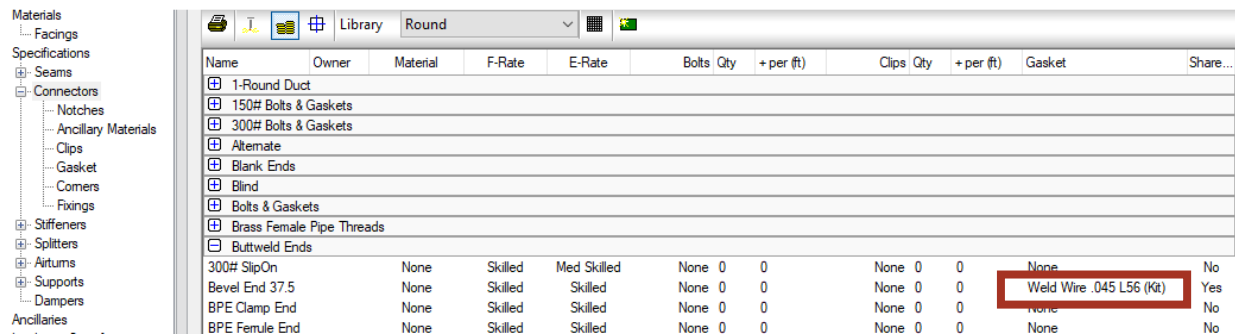 Materials
Facings
Specifications
Seams
Connectors
Notches
Ancillary Materials
Clips
Gasket
Corners
Fixings
Stiffeners
Splitters
Airturns
Supports
Dampers
Ancillaries
Library Round
Name Owner Material F-Rate E-Rate Bolts Qty + per (ft) Clips Qty + per (ft) Gasket Share...
1-Round Duct
150# Bolts & Gaskets
300# Bolts & Gaskets
Alternate
Blank Ends
Blind
Bolts & Gaskets
Brass Female Pipe Threads
Buttweld Ends
300# SlipOn None Skilled Med Skilled None 0 0 None 0 0 None No
Bevel End 37.5 None Skilled Skilled None 0 0 None 0 0 Weld Wire .045 L56 (Kit) Yes
BPE Clamp End None Skilled Skilled None 0 0 None 0 0 None No
BPE Ferrule End None Skilled Skilled None 0 0 None 0 0 None No